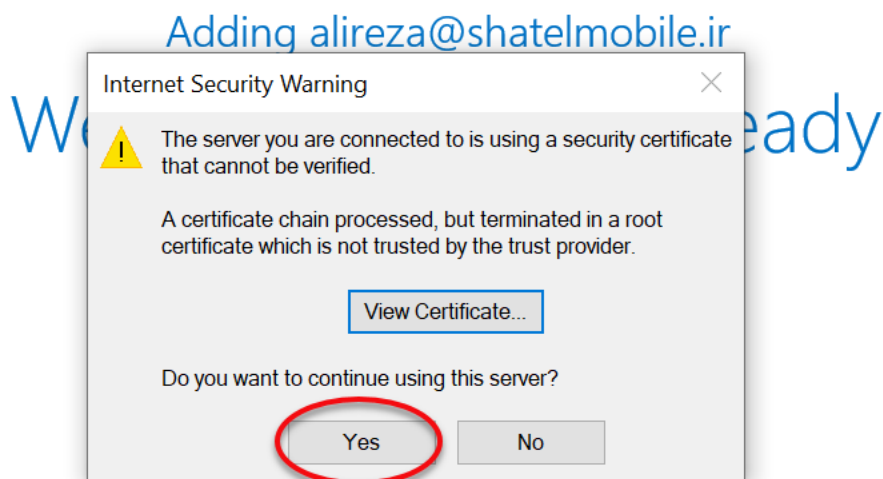 Adding alireza@shatelmobile.ir
Internet Security Warning
We
eady
The server you are connected to is using a security certificate
that cannot be verified.
A certificate chain processed, but terminated in a root
certificate which is not trusted by the trust provider.
View Certificate...
Do you want to continue using this server?
Yes
No